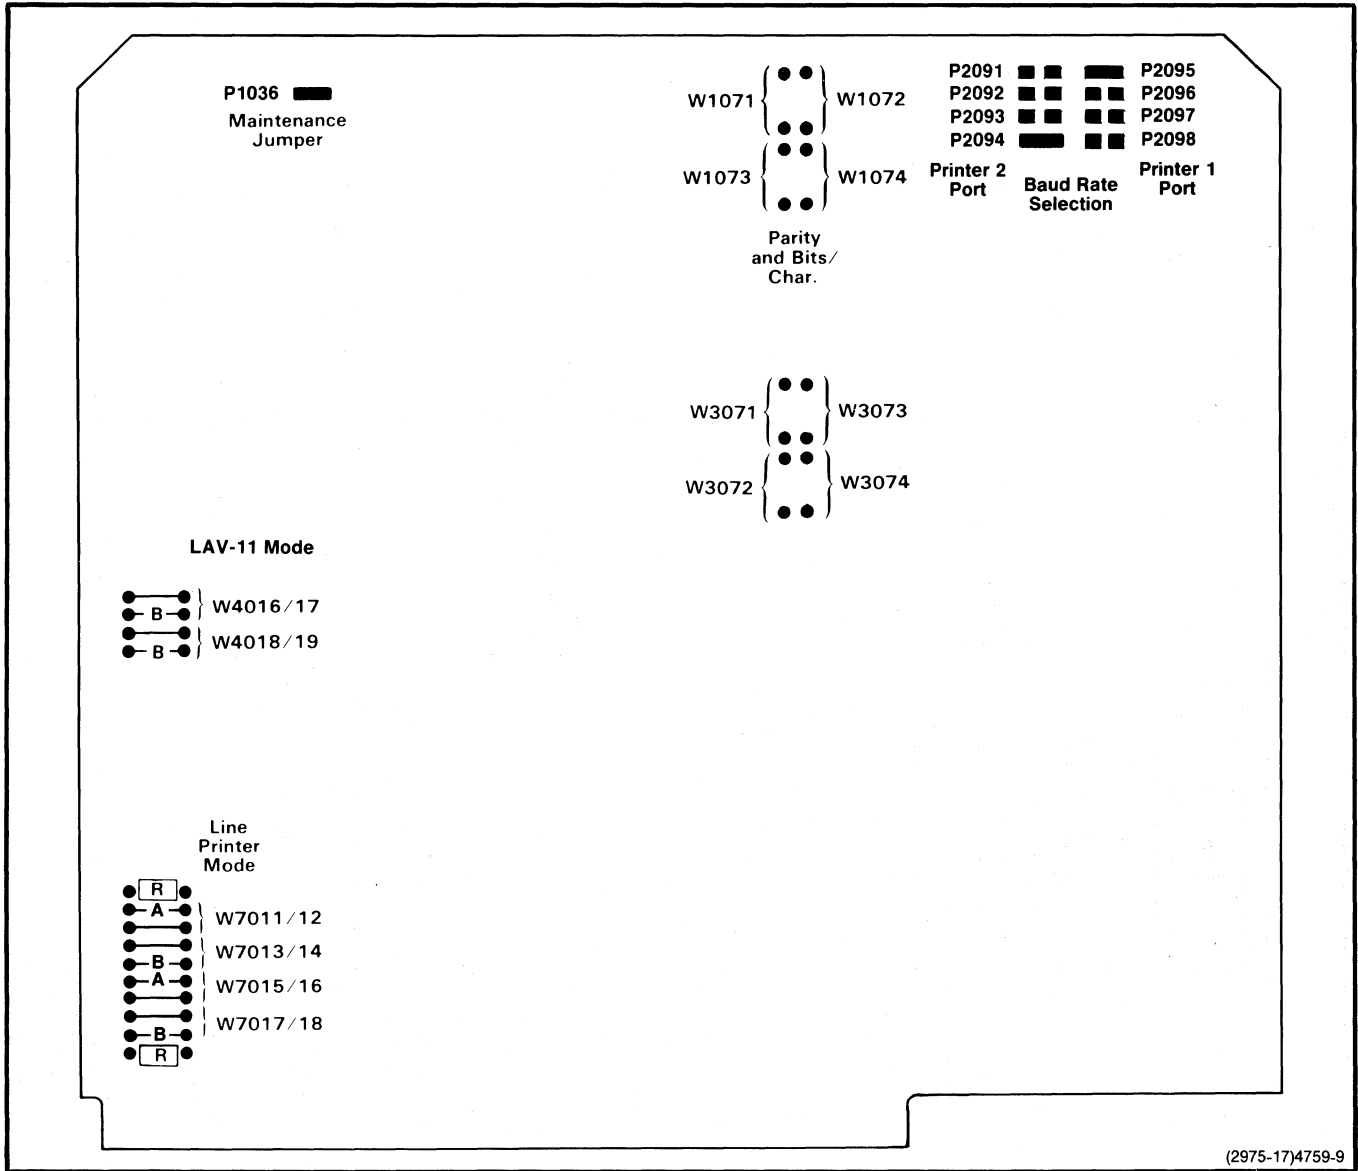 P1036
Maintenance
Jumper
W1071
W1072
W1073
W1074
Parity
and Bits/
Char.
P2091
P2095
P2092
P2096
P2093
P2097
P2094
P2098
Printer 2
Port
Baud Rate
Selection
Printer 1
Port
W3071
W3073
W3072
W3074
LAV-11 Mode
B
W4016/17
B
W4018/19
Line
Printer
Mode
R
A
W7011/12
B
W7013/14
A
W7015/16
B
W7017/18
R
(2975-17)4759-9